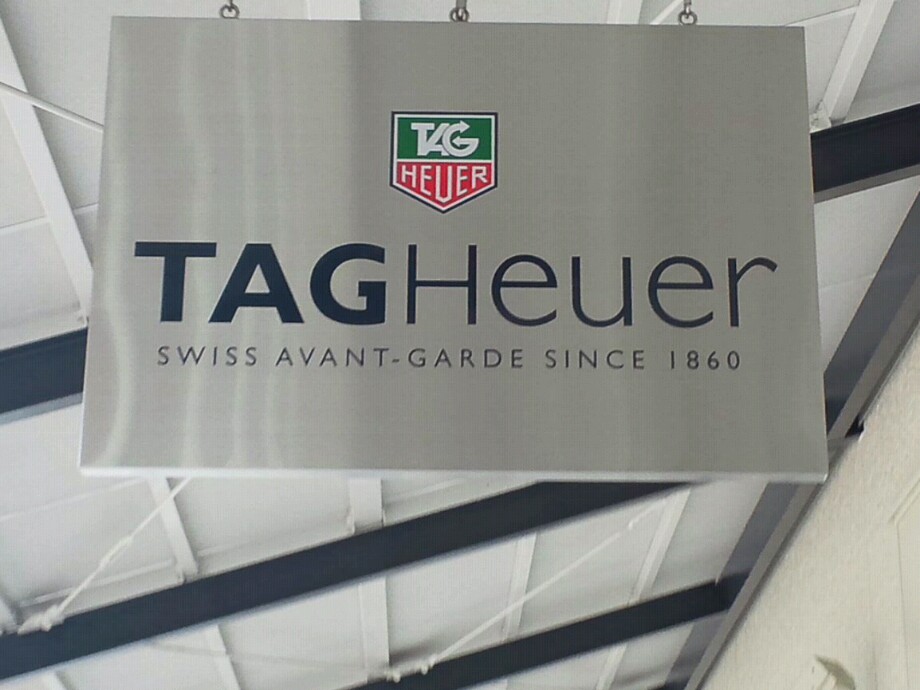 TAG
HEUER
TAGHeuer
SWISS AVANT-GARDE SINCE 1860